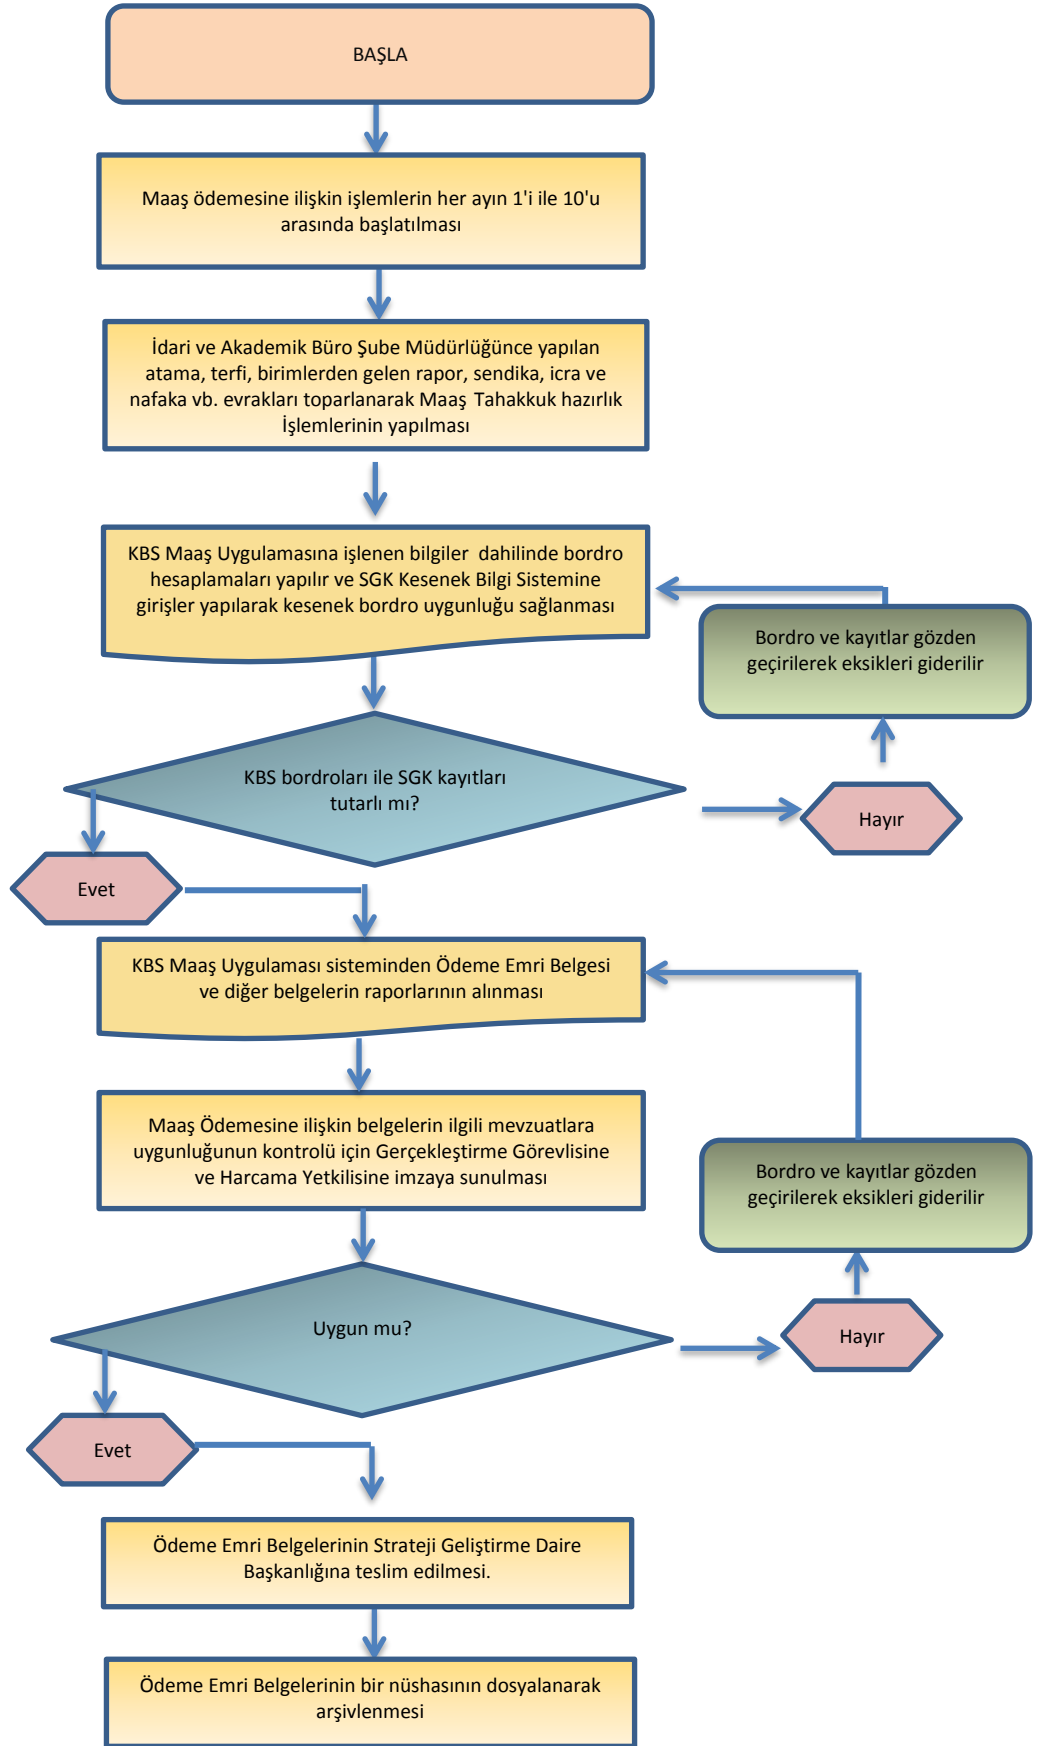 BAŞLA
Maaş ödemesine ilişkin işlemlerin her ayın 1'i ile 10'u
arasında başlatılması
İdari ve Akademik Büro Şube Müdürlüğünce yapılan
atama, terfi, birimlerden gelen rapor, sendika, icra ve
nafaka vb. evrakları toparlanarak Maaş Tahakkuk hazırlık
İşlemlerinin yapılması
KBS Maaş Uygulamasına işlenen bilgiler dahilinde bordro
hesaplamaları yapılır ve SGK Kesenek Bilgi Sistemine
girişler yapılarak kesenek bordro uygunluğu sağlanması
Bordro ve kayıtlar gözden
geçirilerek eksikleri giderilir
KBS bordroları ile SGK kayıtları
tutarlı mı?
Hayır
Evet
KBS Maaş Uygulaması sisteminden Ödeme Emri Belgesi
ve diğer belgelerin raporlarının alınması
Maaş Ödemesine ilişkin belgelerin ilgili mevzuatlara
uygunluğunun kontrolü için Gerçekleştirme Görevlisine
ve Harcama Yetkilisine imzaya sunulması
Bordro ve kayıtlar gözden
geçirilerek eksikleri giderilir
Uygun mu?
Hayır
Evet
Ödeme Emri Belgelerinin Strateji Geliştirme Daire
Başkanlığına teslim edilmesi.
Ödeme Emri Belgelerinin bir nüshasının dosyalanarak
arşivlenmesi